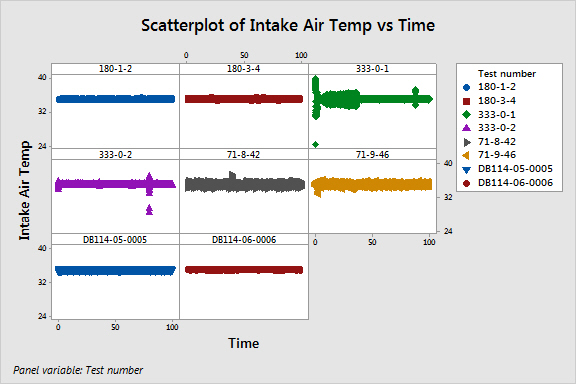 Scatterplot of Intake Air Temp vs Time
0 50 100
180-1-2 180-3-4 333-0-1
40
32
24
333-0-2 71-8-42 71-9-46
40
32
24
0 50 100
DB114-05-0005 DB114-06-0006
40
32
24
0 50 100
Intake Air Temp
Time
Test number
180-1-2
180-3-4
333-0-1
333-0-2
71-8-42
71-9-46
DB114-05-0005
DB114-06-0006
Panel variable: Test number